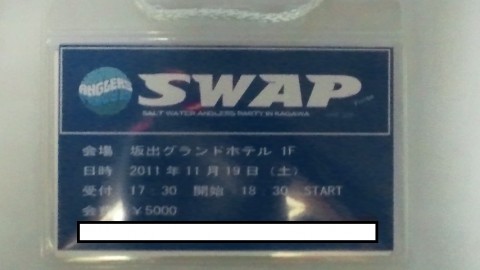 ANGLERS
SWAP
SALT WATER ANGLERS PARTY IN KAGAWA
会場 坂出グランドホテル 1F
日時 2011年11月19日(土)
受付 17:30 開始 18:30 START
会費 ¥5000